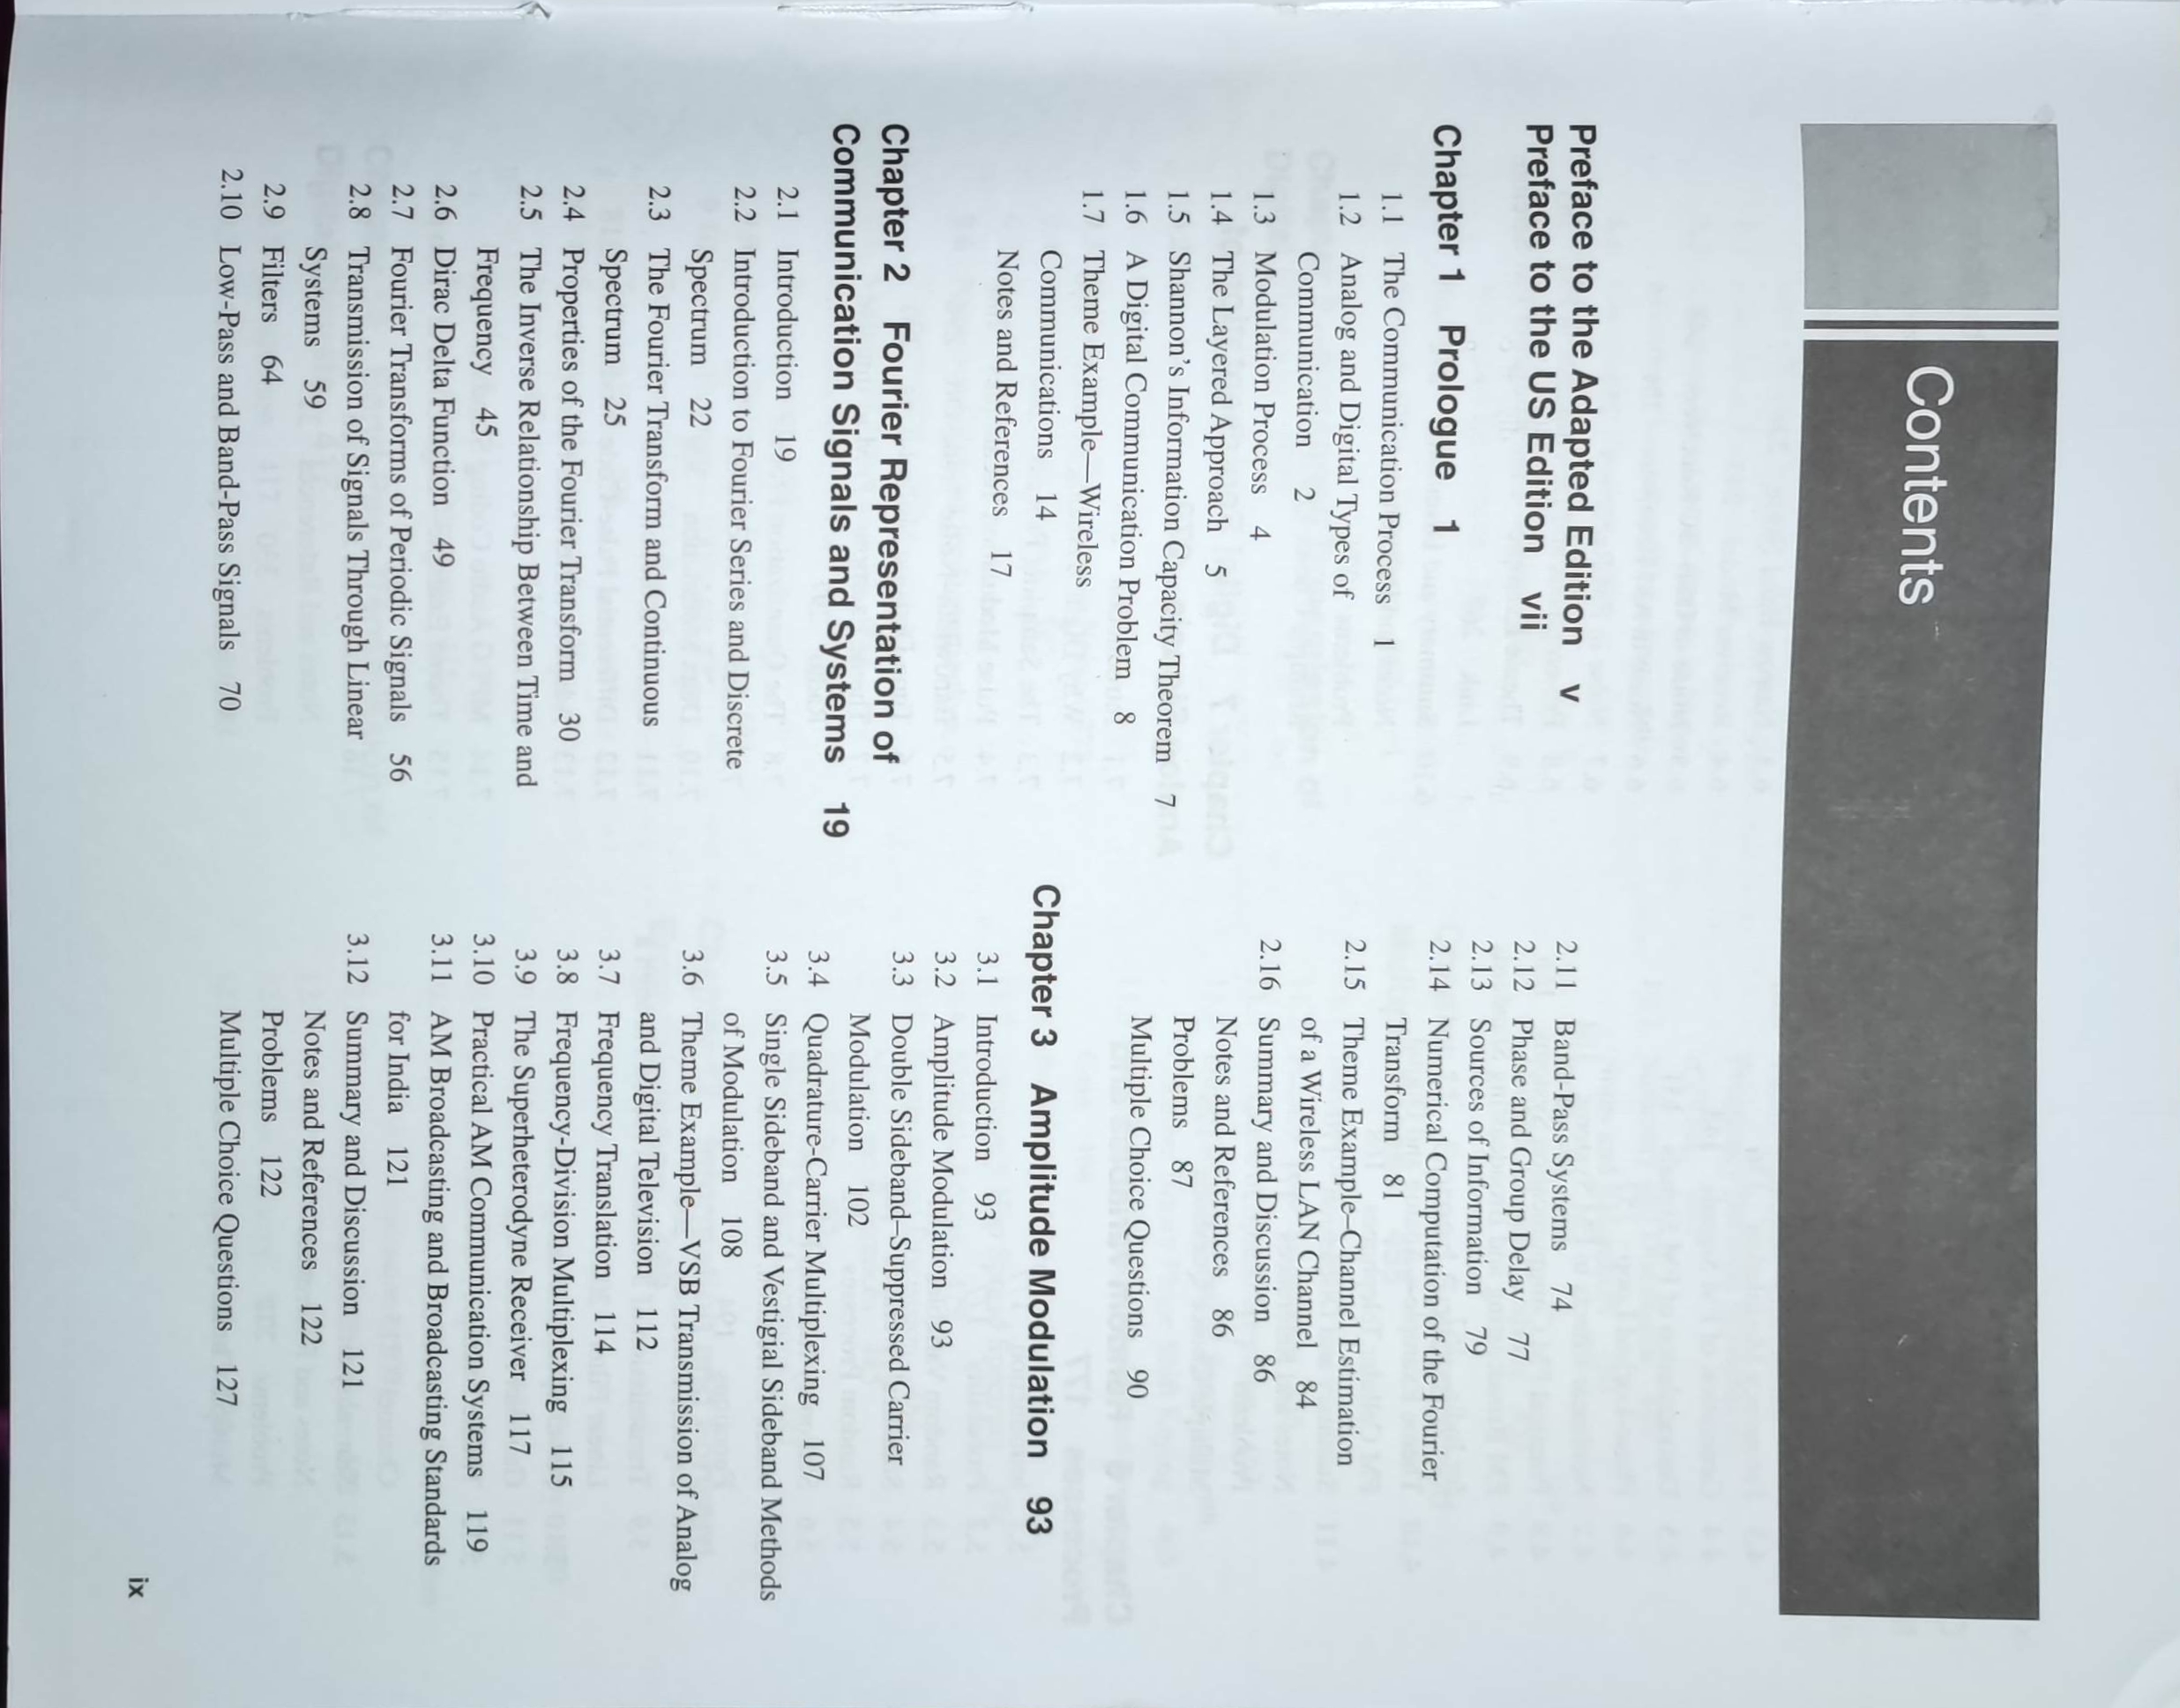 Contents
Preface to the Adapted Edition v
Preface to the US Edition vii
Chapter 1 Prologue 1
1.1 The Communication Process 1
1.2 Analog and Digital Types of
Communication 2
1.3 Modulation Process 4
1.4 The Layered Approach 5
1.5 Shannon's Information Capacity Theorem 7
1.6 A Digital Communication Problem 8
1.7 Theme Example—Wireless
Communications 14
Notes and References 17
Chapter 2 Fourier Representation of
Communication Signals and Systems 19
2.1 Introduction 19
2.2 Introduction to Fourier Series and Discrete
Spectrum 22
2.3 The Fourier Transform and Continuous
Spectrum 25
2.4 Properties of the Fourier Transform 30
2.5 The Inverse Relationship Between Time and
Frequency 45
2.6 Dirac Delta Function 49
2.7 Fourier Transforms of Periodic Signals 56
2.8 Transmission of Signals Through Linear
Systems 59
2.9 Filters 64
2.10 Low-Pass and Band-Pass Signals 70
2.11 Band-Pass Systems 74
2.12 Phase and Group Delay 77
2.13 Sources of Information 79
2.14 Numerical Computation of the Fourier
Transform 81
2.15 Theme Example–Channel Estimation
of a Wireless LAN Channel 84
2.16 Summary and Discussion 86
Notes and References 86
Problems 87
Multiple Choice Questions 90
Chapter 3 Amplitude Modulation 93
3.1 Introduction 93
3.2 Amplitude Modulation 93
3.3 Double Sideband–Suppressed Carrier
Modulation 102
3.4 Quadrature-Carrier Multiplexing 107
3.5 Single Sideband and Vestigial Sideband Methods
of Modulation 108
3.6 Theme Example—VSB Transmission of Analog
and Digital Television 112
3.7 Frequency Translation 114
3.8 Frequency-Division Multiplexing 115
3.9 The Superheterodyne Receiver 117
3.10 Practical AM Communication Systems 119
3.11 AM Broadcasting and Broadcasting Standards
for India 121
3.12 Summary and Discussion 121
Notes and References 122
Problems 122
Multiple Choice Questions 127
ix